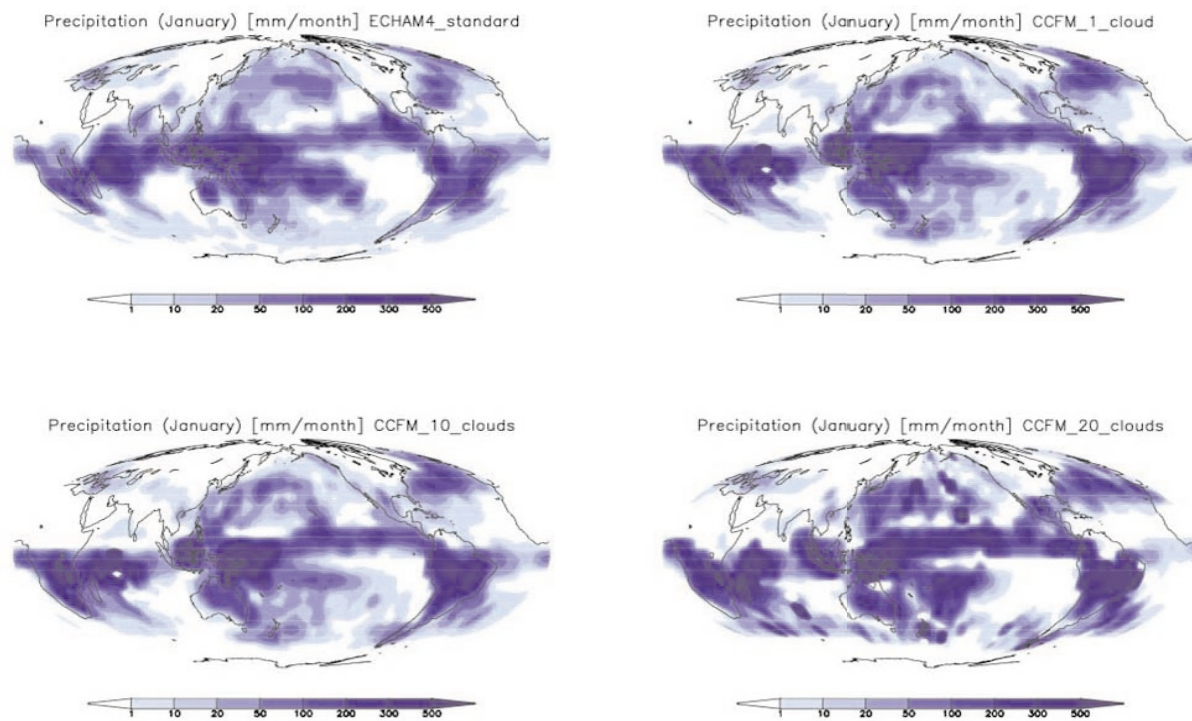 Precipitation (January) [mm/month] ECHAM4_standard
1 10 20 50 100 200 300 500
Precipitation (January) [mm/month] CCFM_1_cloud
1 10 20 50 100 200 300 500
Precipitation (January) [mm/month] CCFM_10_clouds
1 10 20 50 100 200 300 500
Precipitation (January) [mm/month] CCFM_20_clouds
1 10 20 50 100 200 300 500